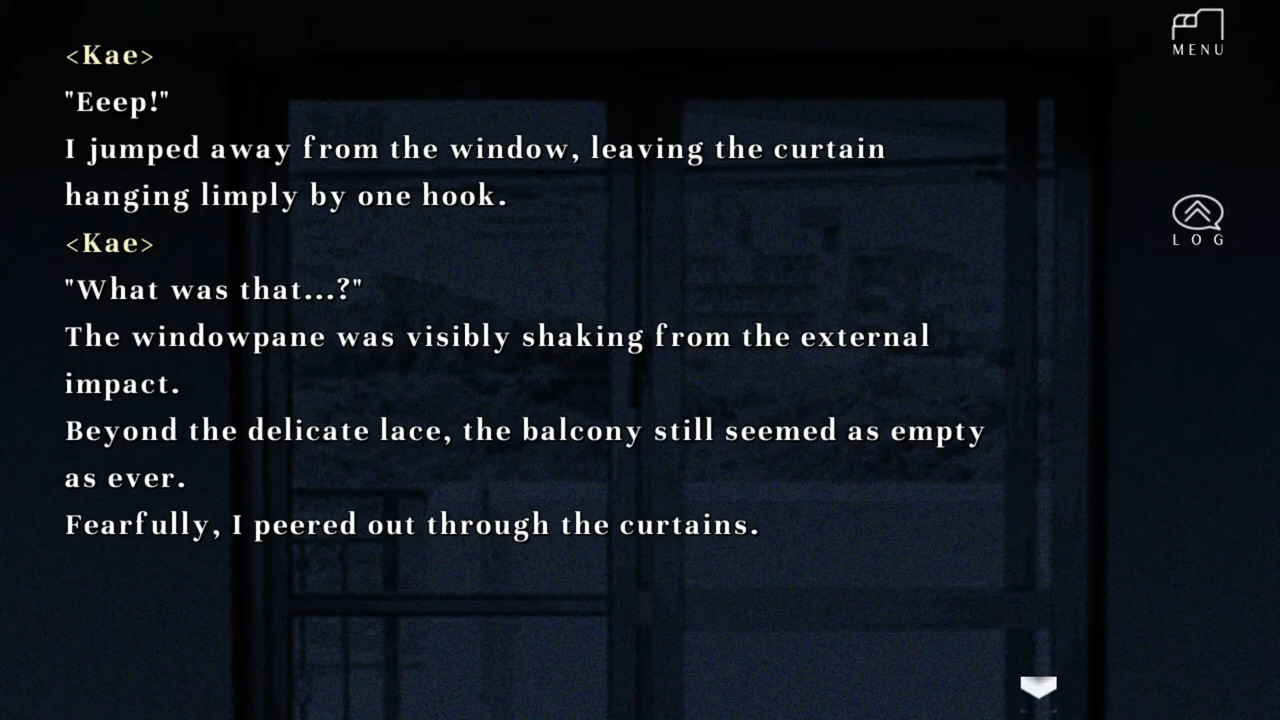 <Kae>
"Eeep!"
I jumped away from the window, leaving the curtain
hanging limply by one hook.
<Kae>
"What was that...?"
The windowpane was visibly shaking from the external
impact.
Beyond the delicate lace, the balcony still seemed as empty
as ever.
Fearfully, I peered out through the curtains.
MENU
LOG